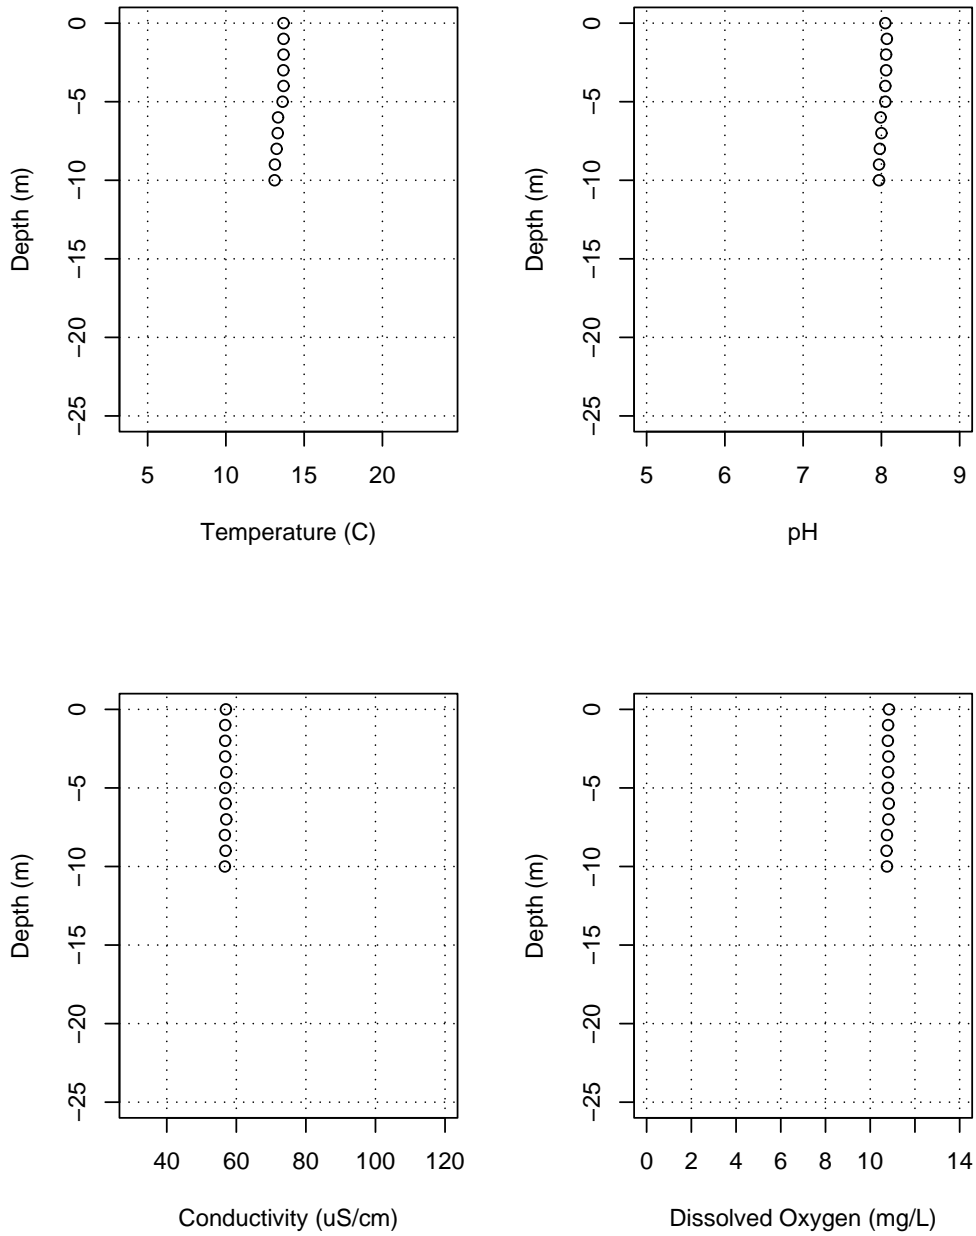 0
−5
−10
−15
−20
−25
Depth (m)
5 10 15 20
Temperature (C)
0
−5
−10
−15
−20
−25
Depth (m)
5 6 7 8 9
pH
0
−5
−10
−15
−20
−25
Depth (m)
40 60 80 100 120
Conductivity (uS/cm)
0
−5
−10
−15
−20
−25
Depth (m)
0 2 4 6 8 10 14
Dissolved Oxygen (mg/L)